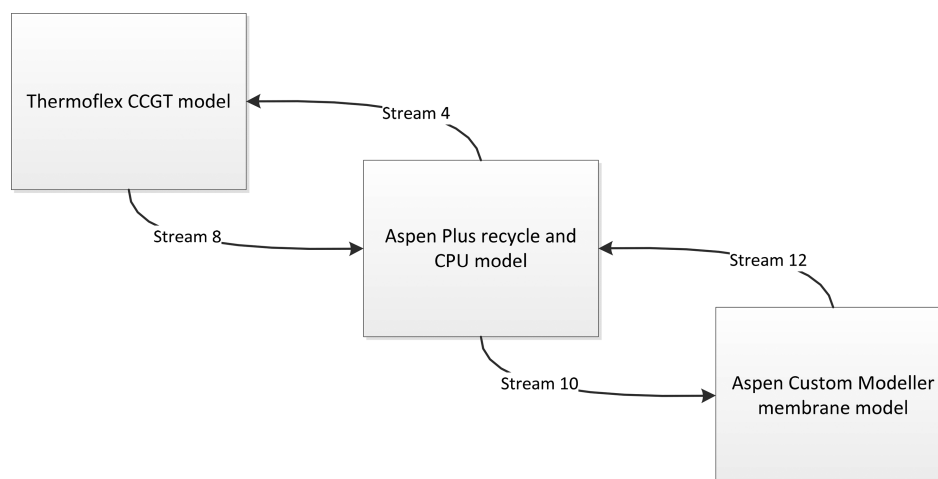 Thermoflex CCGT model
Stream 4
Stream 8
Aspen Plus recycle and
CPU model
Stream 12
Stream 10
Aspen Custom Modeller
membrane model